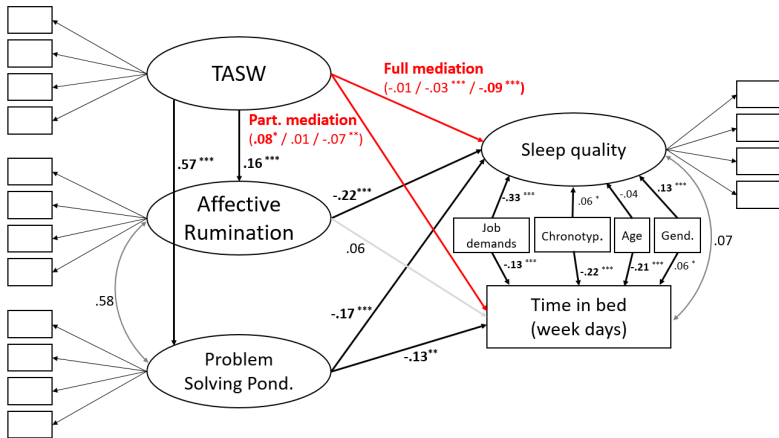 TASW
Full mediation
(-.01 / -.03 *** / -.09 ***)
Part. mediation
(.08* / .01 / -.07 **)
.57 ***
.16 ***
Sleep quality
-.22***
Affective
Rumination
.06
-.33 ***
.06 *
-.04
.13 ***
Job
demands
Chronotyp.
Age
Gend.
.07
-.13 ***
-.22 ***
-.21 ***
.06 *
.58
-.17 ***
Time in bed
(week days)
Problem
Solving Pond.
-.13**